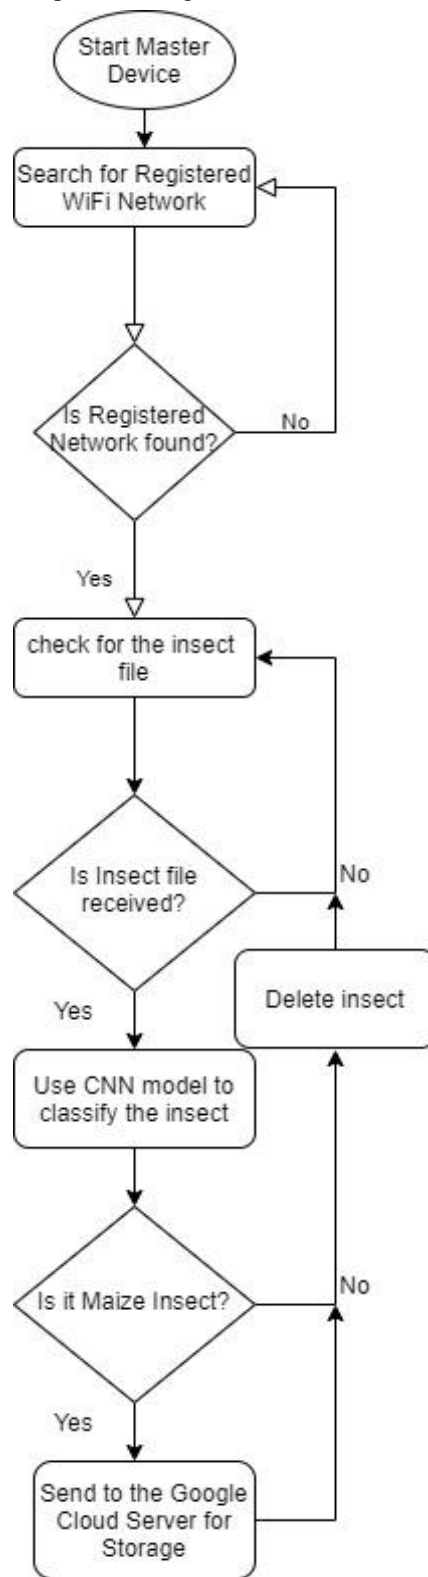 Start Master
Device
Search for Registered
WiFi Network
Is Registered
Network found?
No
Yes
check for the insect
file
Is Insect file
received?
No
Yes
Delete insect
Use CNN model to
classify the insect
Is it Maize Insect?
No
Yes
Send to the Google
Cloud Server for
Storage